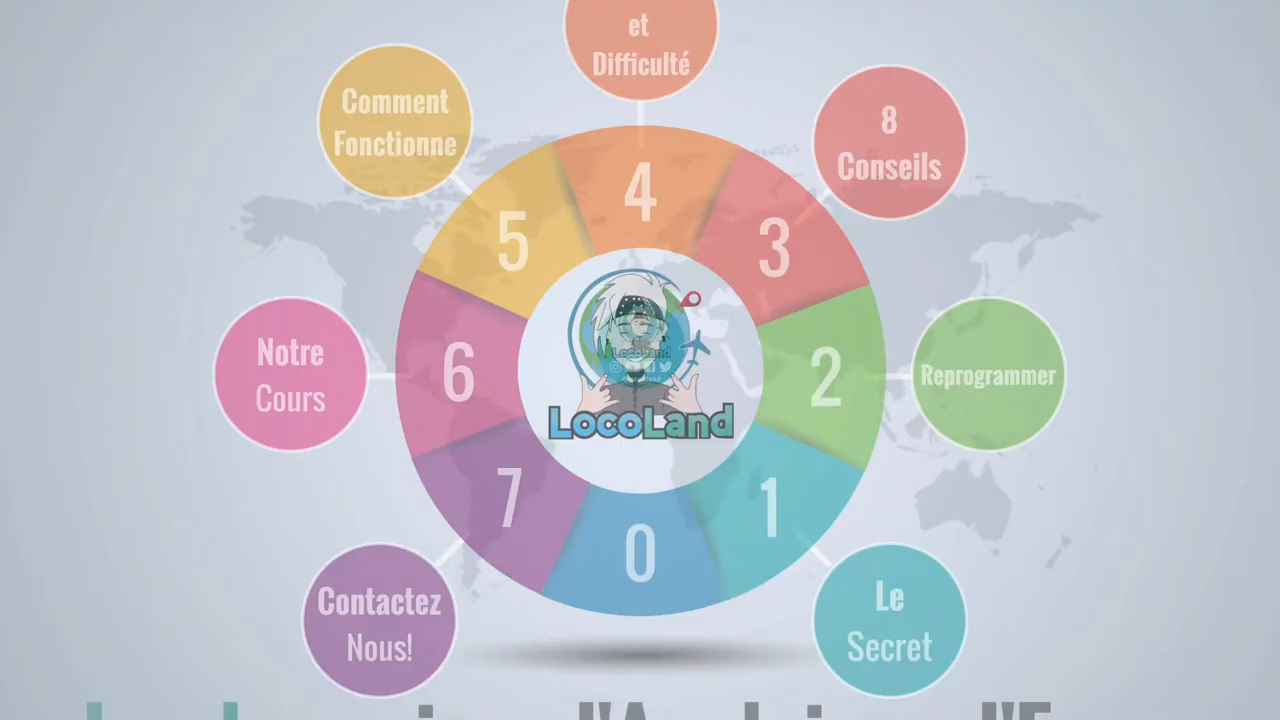 et
Difficulté
Comment
Fonctionne
8
Conseils
4
5
3
Notre
Cours
6
2
Reprogrammer
LocoLand
LocoLand
7
1
0
Contactez
Nous!
Le
Secret